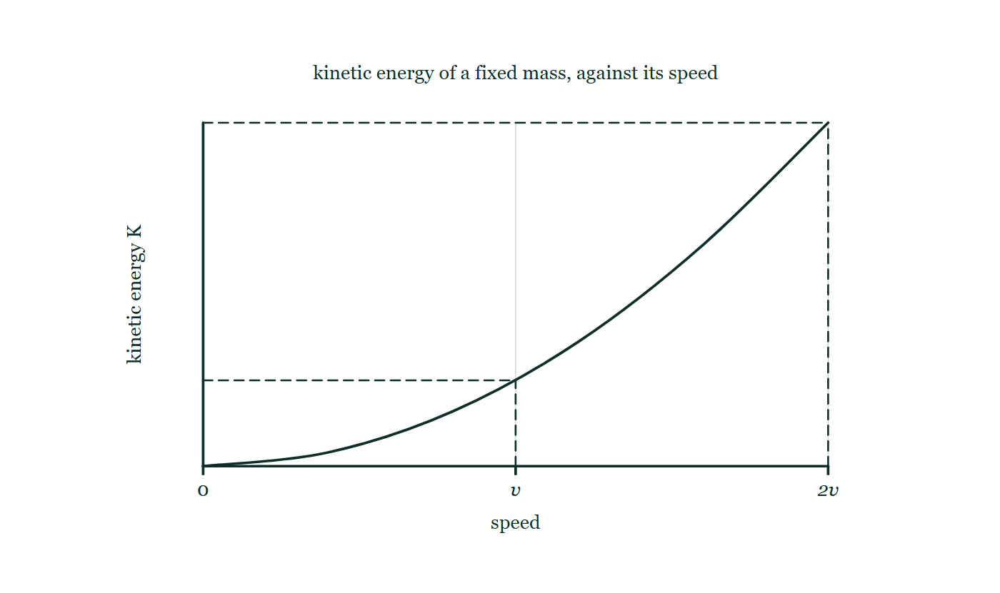 kinetic energy of a fixed mass, against its speed
kinetic energy K
0
v
2v
speed